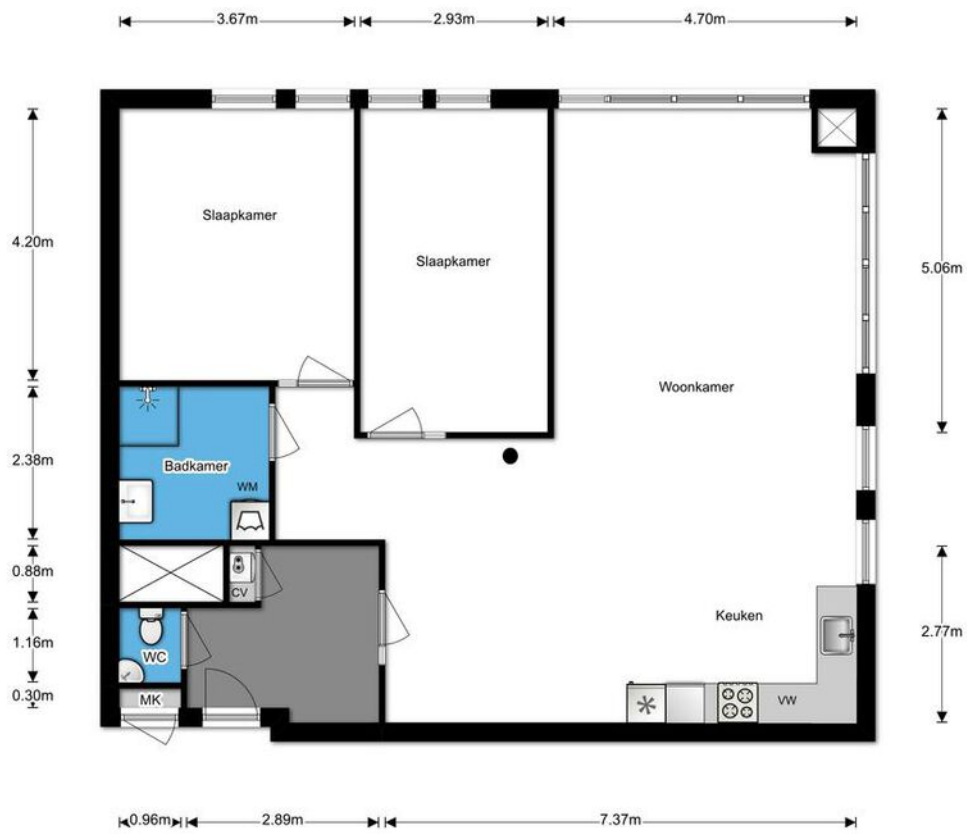 3.67m
2.93m
4.70m
4.20m
Slaapkamer
Slaapkamer
5.06m
Woonkamer
2.38m
Badkamer
WM
0.88m
CV
1.16m
WC
Keuken
2.77m
0.30m
MK
VW
0.96m
2.89m
7.37m